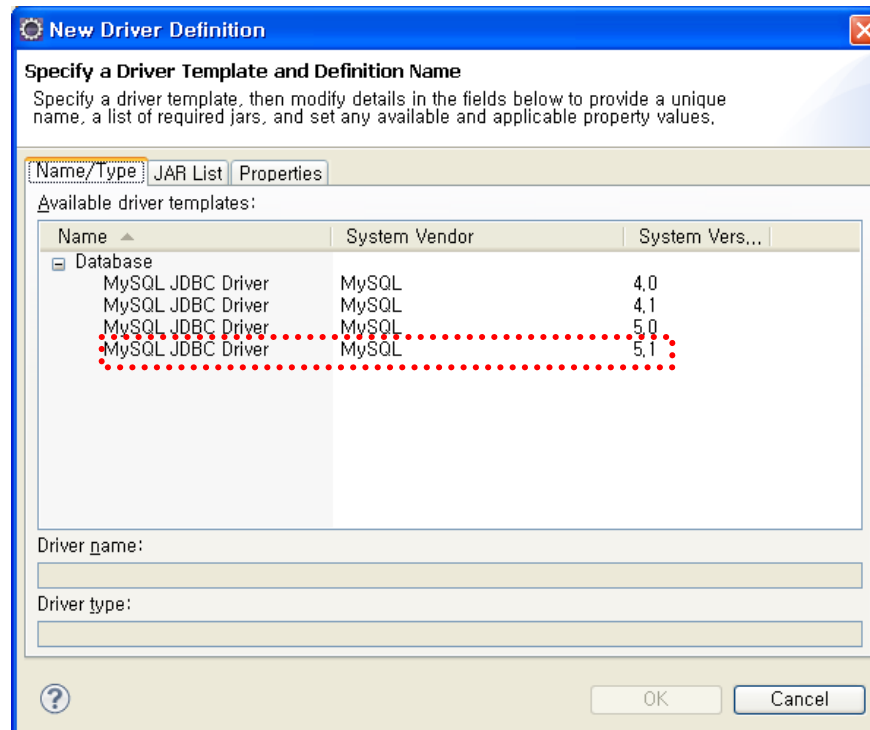 New Driver Definition
Specify a Driver Template and Definition Name
Specify a driver template, then modify details in the fields below to provide a unique
name, a list of required jars, and set any available and applicable property values.
Name/Type JAR List Properties
Available driver templates:
Name System Vendor System Vers...
Database
MySQL JDBC Driver MySQL 4.0
MySQL JDBC Driver MySQL 4.1
MySQL JDBC Driver MySQL 5.0
MySQL JDBC Driver MySQL 5.1
Driver name:
Driver type:
? OK Cancel